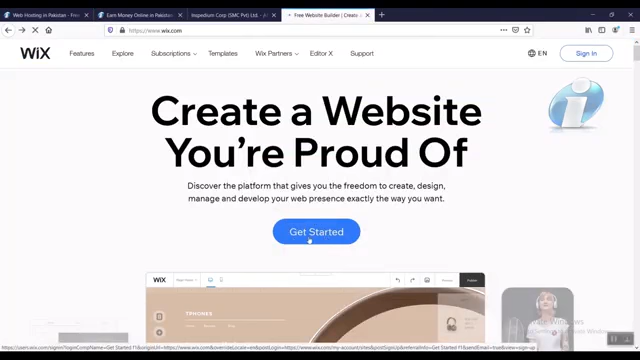 Web Hosting in Pakistan - Free
Earn Money Online in Pakistan
Inspedium Corp (SMC Pvt) Ltd. -
Free Website Builder | Create a
https://www.wix.com
WiX
Features
Explore
Subscriptions
Templates
Wix Partners
Editor X
Support
EN
Sign In
Create a Website
You're Proud Of
Discover the platform that gives you the freedom to create, design,
manage and develop your web presence exactly the way you want.
Get Started
WiX
Publish
TPHONES
Windows